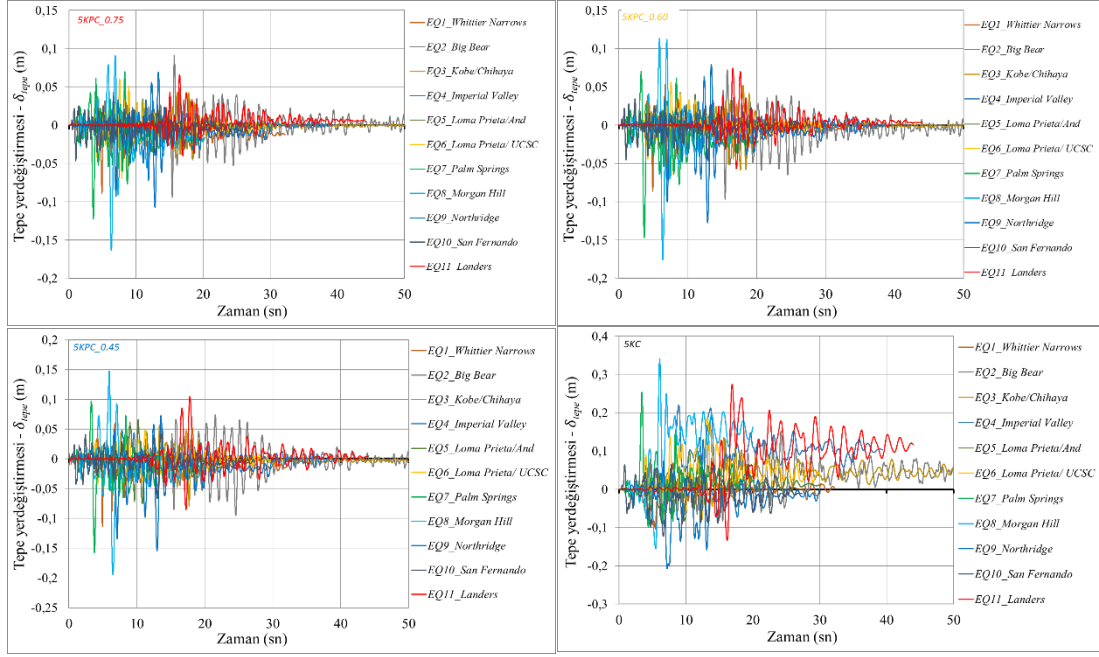 5KPC_0.75
Tepe yerdeğiştirmesi - δtepe (m)
0,15
0,1
0,05
0
-0,05
-0,1
-0,15
-0,2
0 10 20 30 40 50
Zaman (sn)
EQ1_Whittier Narrows
EQ2_Big Bear
EQ3_Kobe/Chihaya
EQ4_Imperial Valley
EQ5_Loma Prieta/And
EQ6_Loma Prieta/ UCSC
EQ7_Palm Springs
EQ8_Morgan Hill
EQ9_Northridge
EQ10_San Fernando
EQ11_Landers
5KPC_0.60
Tepe yerdeğiştirmesi - δtepe (m)
0,15
0,1
0,05
0
-0,05
-0,1
-0,15
-0,2
0 10 20 30 40 50
Zaman (sn)
EQ1_Whittier Narrows
EQ2_Big Bear
EQ3_Kobe/Chihaya
EQ4_Imperial Valley
EQ5_Loma Prieta/And
EQ6_Loma Prieta/ UCSC
EQ7_Palm Springs
EQ8_Morgan Hill
EQ9_Northridge
EQ10_San Fernando
EQ11_Landers
5KPC_0.45
Tepe yerdeğiştirmesi - δtepe (m)
0,2
0,15
0,1
0,05
0
-0,05
-0,1
-0,15
-0,2
-0,25
0 10 20 30 40 50
Zaman (sn)
EQ1_Whittier Narrows
EQ2_Big Bear
EQ3_Kobe/Chihaya
EQ4_Imperial Valley
EQ5_Loma Prieta/And
EQ6_Loma Prieta/ UCSC
EQ7_Palm Springs
EQ8_Morgan Hill
EQ9_Northridge
EQ10_San Fernando
EQ11_Landers
5KC
Tepe yerdeğiştirmesi - δtepe (m)
0,4
0,3
0,2
0,1
0
-0,1
-0,2
-0,3
0 10 20 30 40 50
Zaman (sn)
EQ1_Whittier Narrows
EQ2_Big Bear
EQ3_Kobe/Chihaya
EQ4_Imperial Valley
EQ5_Loma Prieta/And
EQ6_Loma Prieta/ UCSC
EQ7_Palm Springs
EQ8_Morgan Hill
EQ9_Northridge
EQ10_San Fernando
EQ11_Landers